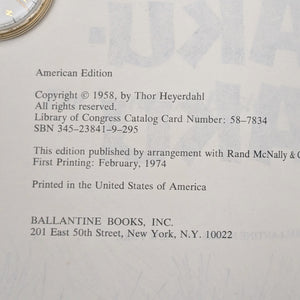 American Edition
Copyright © 1958, by Thor Heyerdahl
All rights reserved.
Library of Congress Catalog Card Number: 58-7834
SBN 345-23841-9-295
This edition published by arrangement with Rand McNally &
First Printing: February, 1974
Printed in the United States of America
BALLANTINE BOOKS, INC.
201 East 50th Street, New York, N.Y. 10022